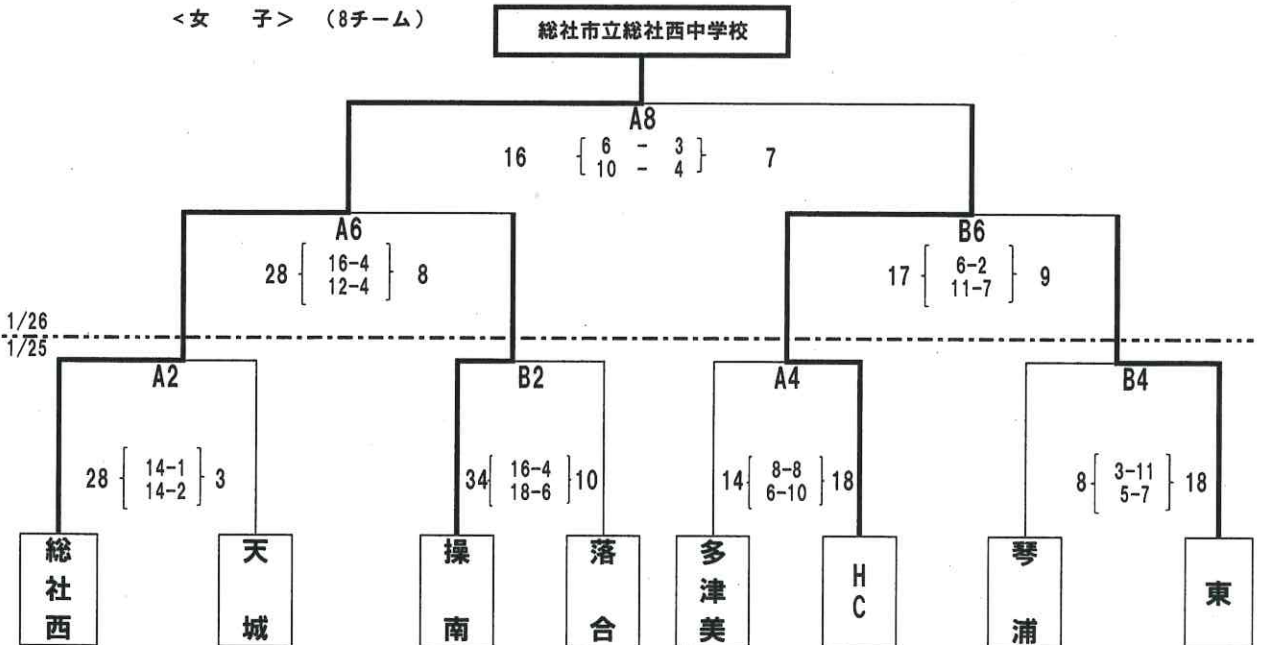 <女　子>　(8チーム)
総社市立総社西中学校
A8
16 6 - 3 7
10 - 4
A6 B6
28 16-4 8 17 6-2 9
12-4 11-7
1/26
1/25
A2 B2 A4 B4
28 14-1 3 34 16-4 10 14 8-8 18 8 3-11 18
14-2 18-6 6-10 5-7
総社西 天城 操南 落合 多津美 HC 琴浦 東